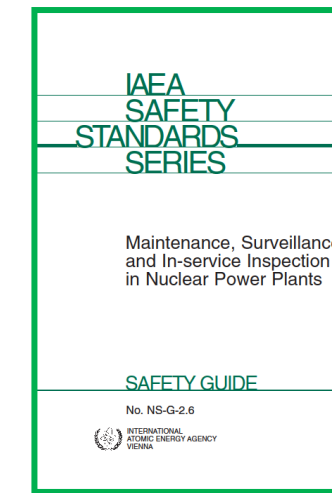 IAEA
SAFETY
STANDARDS
SERIES
Maintenance, Surveillance
and In-service Inspection
in Nuclear Power Plants
SAFETY GUIDE
No. NS-G-2.6
INTERNATIONAL
ATOMIC ENERGY AGENCY
VIENNA